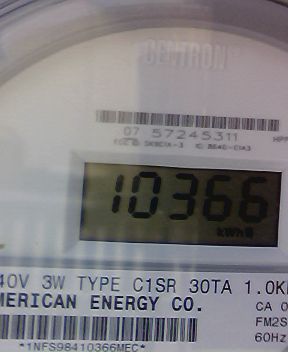 CENTRON
07 57245311
10366
kWh
40V 3W TYPE C1SR 30TA 1.0K
MERICAN ENERGY CO.
CA 0
FM2S
60Hz
*1NFS98410366MEC*